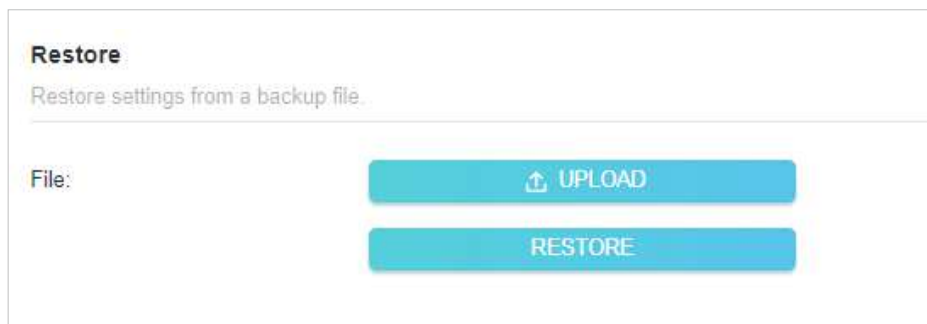 Restore
Restore settings from a backup file.
File:
UPLOAD
RESTORE